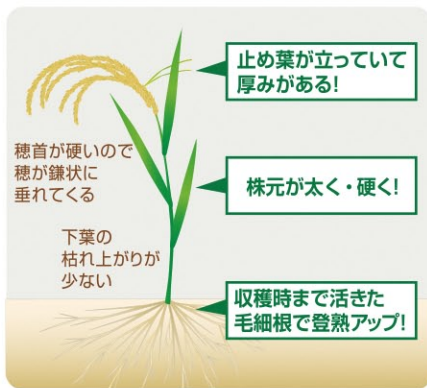 止め葉が立っていて
厚みがある!
穂首が硬いので
穂が鎌状に
垂れてくる
株元が太く・硬く!
下葉の
枯れ上がりが
少ない
収穫時まで活きた
毛細根で登熟アップ!